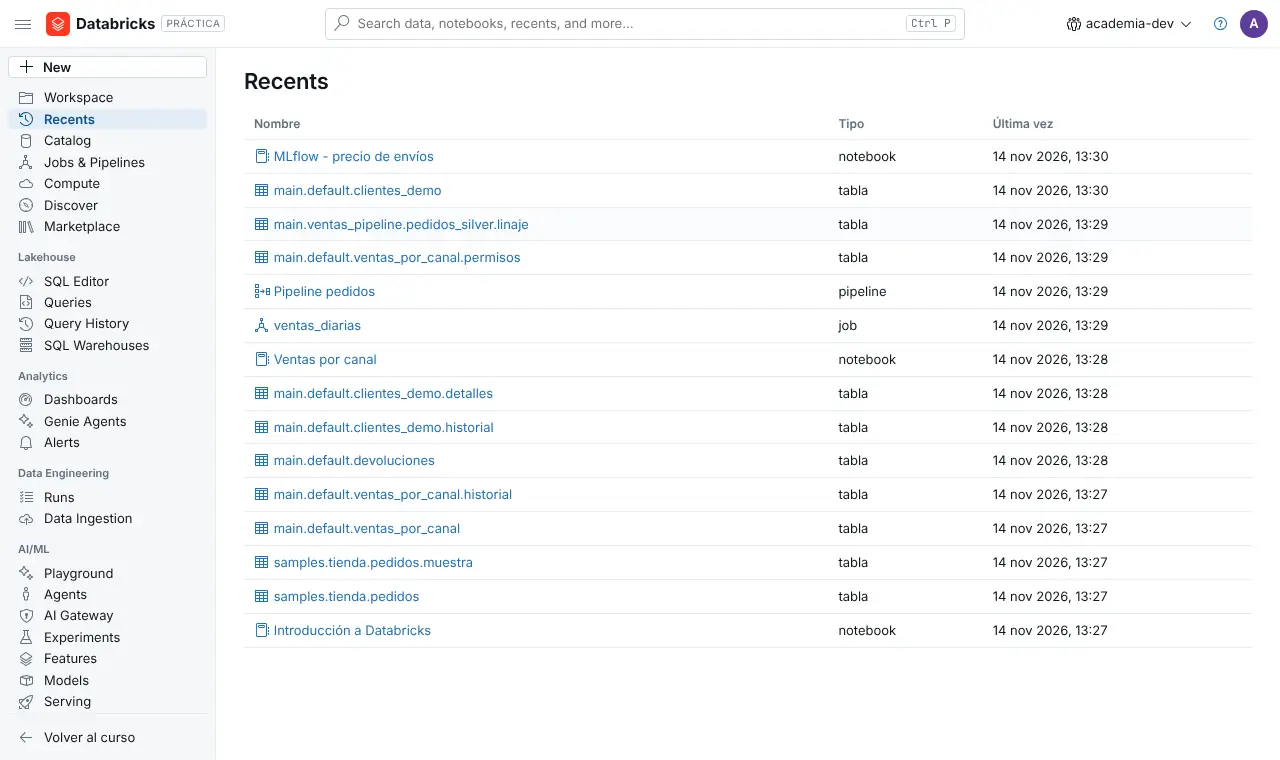 Databricks PRÁCTICA
Search data, notebooks, recents, and more...
Ctrl P
academia-dev
A
New
Workspace
Recents
Catalog
Jobs & Pipelines
Compute
Discover
Marketplace
Lakehouse
SQL Editor
Queries
Query History
SQL Warehouses
Analytics
Dashboards
Genie Agents
Alerts
Data Engineering
Runs
Data Ingestion
AI/ML
Playground
Agents
AI Gateway
Experiments
Features
Models
Serving
Volver al curso
Recents
Nombre Tipo Última vez
MLflow - precio de envíos notebook 14 nov 2026, 13:30
main.default.clientes_demo tabla 14 nov 2026, 13:30
main.ventas_pipeline.pedidos_silver.linaje tabla 14 nov 2026, 13:29
main.default.ventas_por_canal.permisos tabla 14 nov 2026, 13:29
Pipeline pedidos pipeline 14 nov 2026, 13:29
ventas_diarias job 14 nov 2026, 13:29
Ventas por canal notebook 14 nov 2026, 13:28
main.default.clientes_demo.detalles tabla 14 nov 2026, 13:28
main.default.clientes_demo.historial tabla 14 nov 2026, 13:28
main.default.devoluciones tabla 14 nov 2026, 13:28
main.default.ventas_por_canal.historial tabla 14 nov 2026, 13:27
main.default.ventas_por_canal tabla 14 nov 2026, 13:27
samples.tienda.pedidos.muestra tabla 14 nov 2026, 13:27
samples.tienda.pedidos tabla 14 nov 2026, 13:27
Introducción a Databricks notebook 14 nov 2026, 13:27